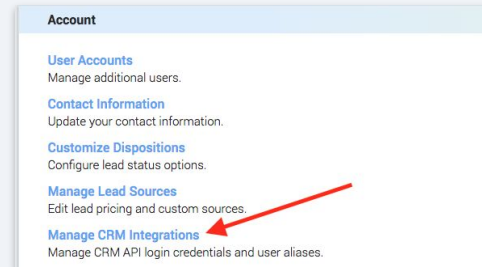 Account
User Accounts
Manage additional users.
Contact Information
Update your contact information.
Customize Dispositions
Configure lead status options.
Manage Lead Sources
Edit lead pricing and custom sources.
Manage CRM Integrations
Manage CRM API login credentials and user aliases.